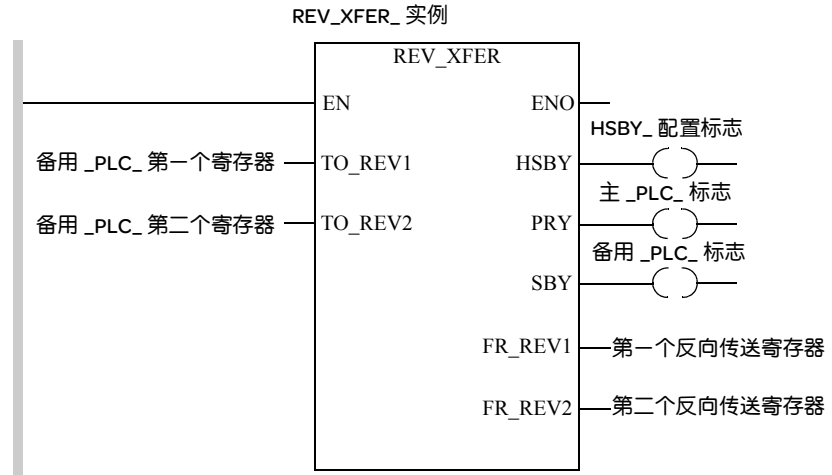 REV_XFER_ 实例
REV_XFER
EN
ENO
HSBY_ 配置标志
备用 _PLC_ 第一个寄存器
TO_REV1
HSBY
主 _PLC_ 标志
备用 _PLC_ 第二个寄存器
TO_REV2
PRY
备用 _PLC_ 标志
SBY
FR_REV1
第一个反向传送寄存器
FR_REV2
第二个反向传送寄存器